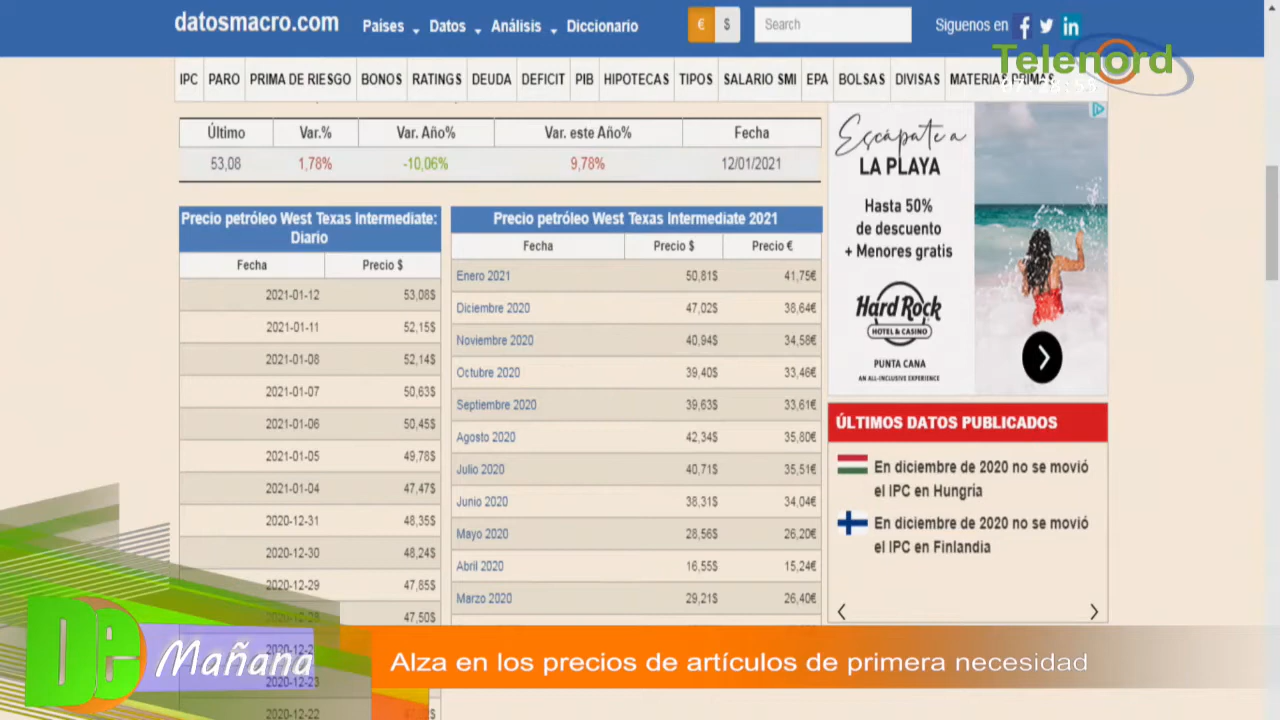 datosmacro.com
Países Datos Análisis Diccionario
€ $
Search
Siguenos en
Telenord
IPC PARO PRIMA DE RIESGO BONOS RATINGS DEUDA DEFICIT PIB HIPOTECAS TIPOS SALARIO SMI EPA BOLSAS DIVISAS MATERIAS PRIMAS
Último Var.% Var. Año% Var. este Año% Fecha
53,08 1,78% -10,06% 9,78% 12/01/2021
Precio petróleo West Texas Intermediate:
Diario
Fecha Precio $
2021-01-12 53,08$
2021-01-11 52,15$
2021-01-08 52,14$
2021-01-07 50,63$
2021-01-06 50,45$
2021-01-05 49,78$
2021-01-04 47,47$
2020-12-31 48,35$
2020-12-30 48,24$
2020-12-29 47,85$
47,50$
2020-12-23
2020-12-22
Precio petróleo West Texas Intermediate 2021
Fecha Precio $ Precio €
Enero 2021 50,81$ 41,75€
Diciembre 2020 47,02$ 38,64€
Noviembre 2020 40,94$ 34,58€
Octubre 2020 39,40$ 33,46€
Septiembre 2020 39,63$ 33,61€
Agosto 2020 42,34$ 35,80€
Julio 2020 40,71$ 35,51€
Junio 2020 38,31$ 34,04€
Mayo 2020 28,56$ 26,20€
Abril 2020 16,55$ 15,24€
Marzo 2020 29,21$ 26,40€
Escápate a
LA PLAYA
Hasta 50%
de descuento
+ Menores gratis
Hard Rock
HOTEL & CASINO
PUNTA CANA
AN ALL-INCLUSIVE EXPERIENCE
ÚLTIMOS DATOS PUBLICADOS
En diciembre de 2020 no se movió
el IPC en Hungria
En diciembre de 2020 no se movió
el IPC en Finlandia
De Mañana
Alza en los precios de artículos de primera necesidad